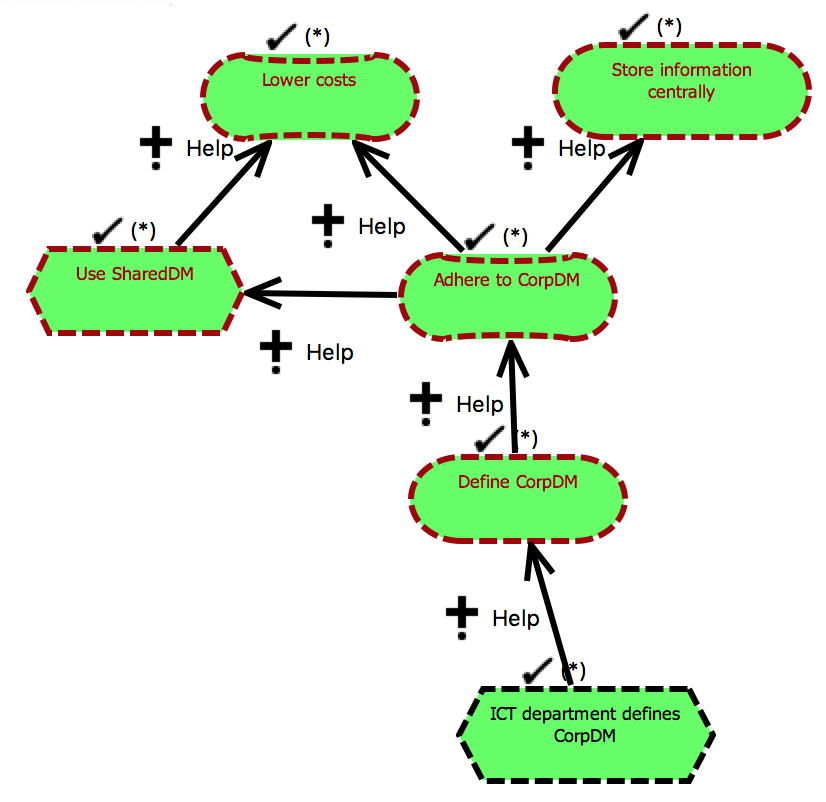 (*)
(*)
Lower costs
Store information
centrally
Help
Help
Help
(*)
(*)
Use SharedDM
Adhere to CorpDM
Help
Help
(*)
Define CorpDM
Help
(*)
ICT department defines
CorpDM